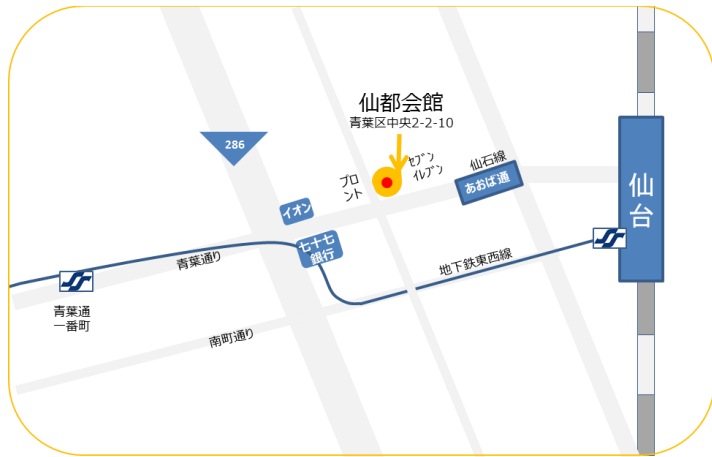 仙都会館
青葉区中央2-2-10
286
セブン
イレブン
プロ
ント
仙石線
あおば通
仙台
イオン
七十七
銀行
青葉通り
地下鉄東西線
青葉通
一番町
南町通り